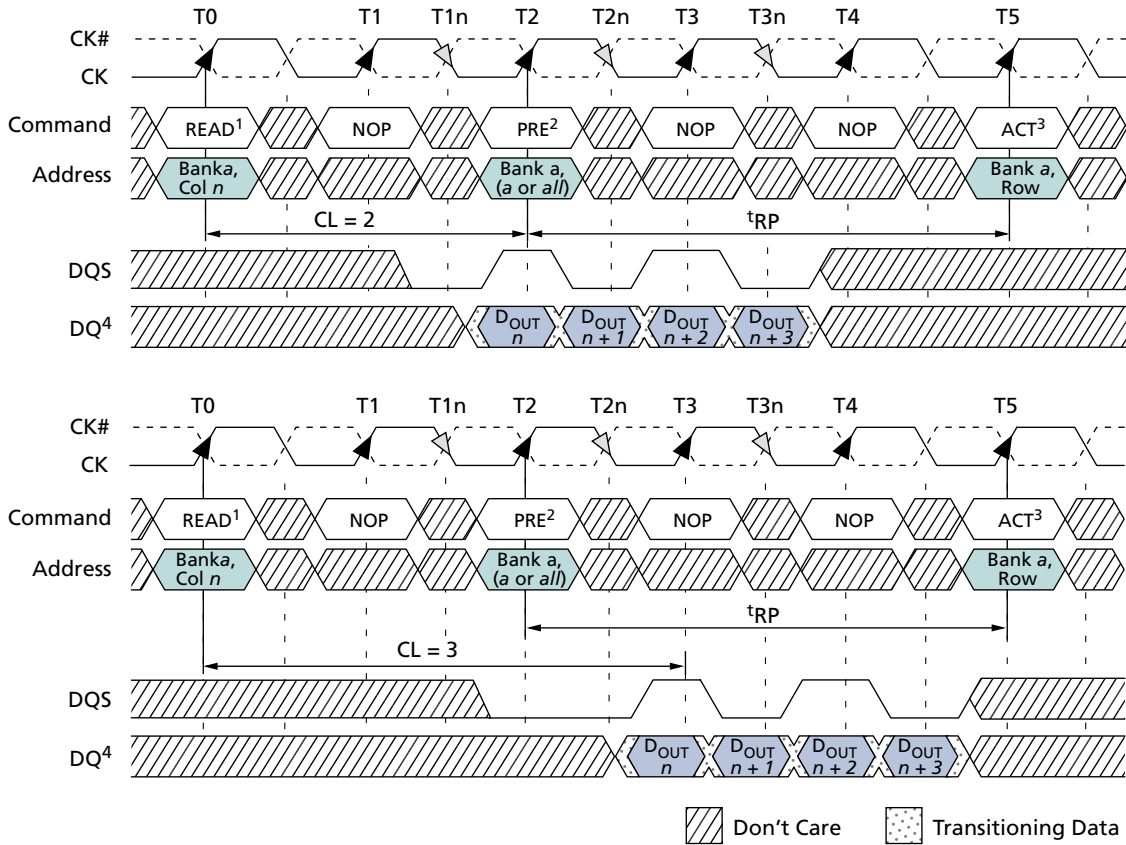 T0 T1 T1n T2 T2n T3 T3n T4 T5
CK#
CK
Command READ1 NOP PRE2 NOP NOP ACT3
Address Banka, Col n Bank a, (a or all) Bank a, Row
CL = 2 tRP
DQS
DQ4 DOUT n DOUT n + 1 DOUT n + 2 DOUT n + 3
T0 T1 T1n T2 T2n T3 T3n T4 T5
CK#
CK
Command READ1 NOP PRE2 NOP NOP ACT3
Address Banka, Col n Bank a, (a or all) Bank a, Row
tRP
CL = 3
DQS
DQ4 DOUT n DOUT n + 1 DOUT n + 2 DOUT n + 3
Don't Care Transitioning Data